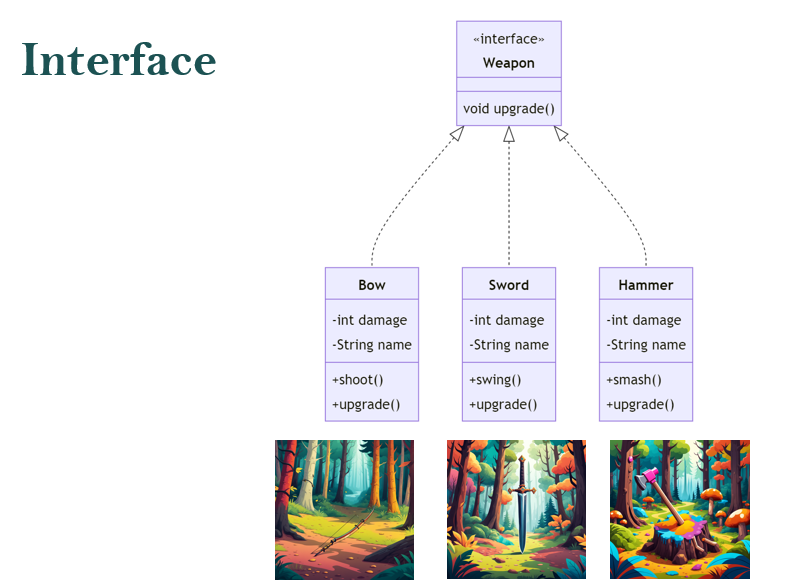 Interface
«interface»
Weapon
void upgrade()
Bow
-int damage
-String name
+shoot()
+upgrade()
Sword
-int damage
-String name
+swing()
+upgrade()
Hammer
-int damage
-String name
+smash()
+upgrade()